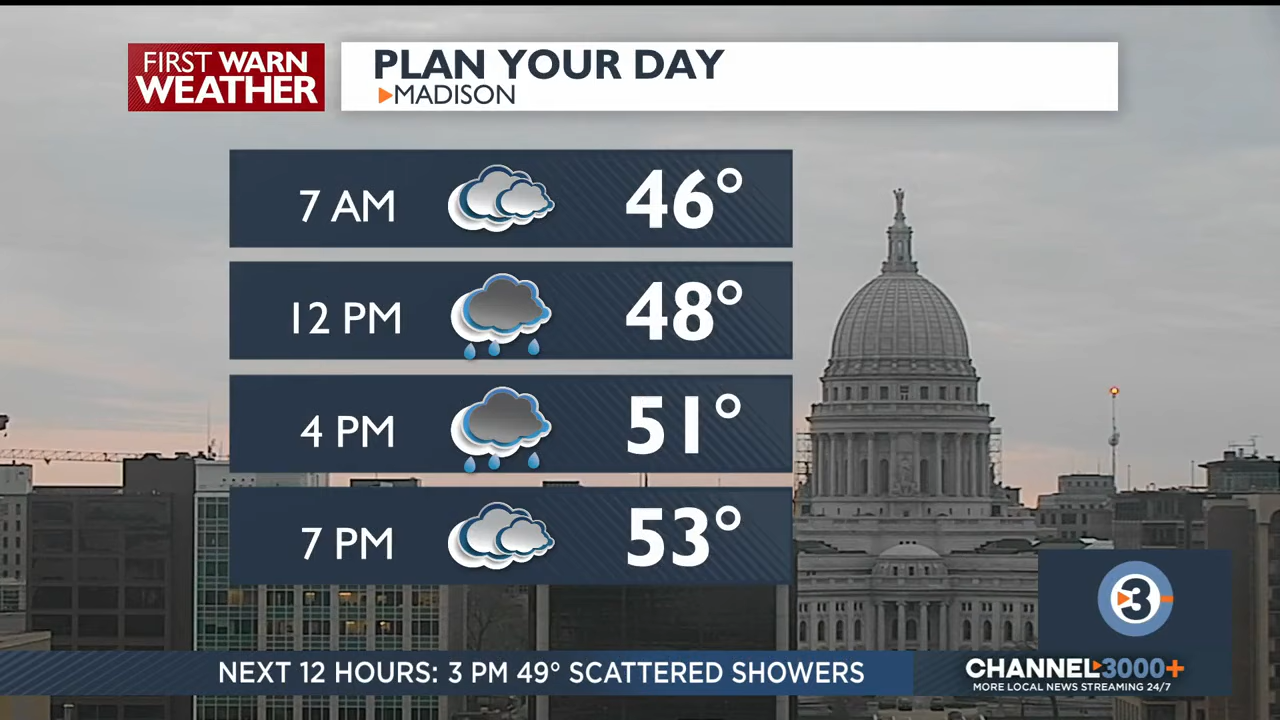 FIRST WARN
WEATHER
PLAN YOUR DAY
MADISON
7 AM 46°
12 PM 48°
4 PM 51°
7 PM 53°
3
NEXT 12 HOURS: 3 PM 49° SCATTERED SHOWERS
CHANNEL3000+
MORE LOCAL NEWS STREAMING 24/7